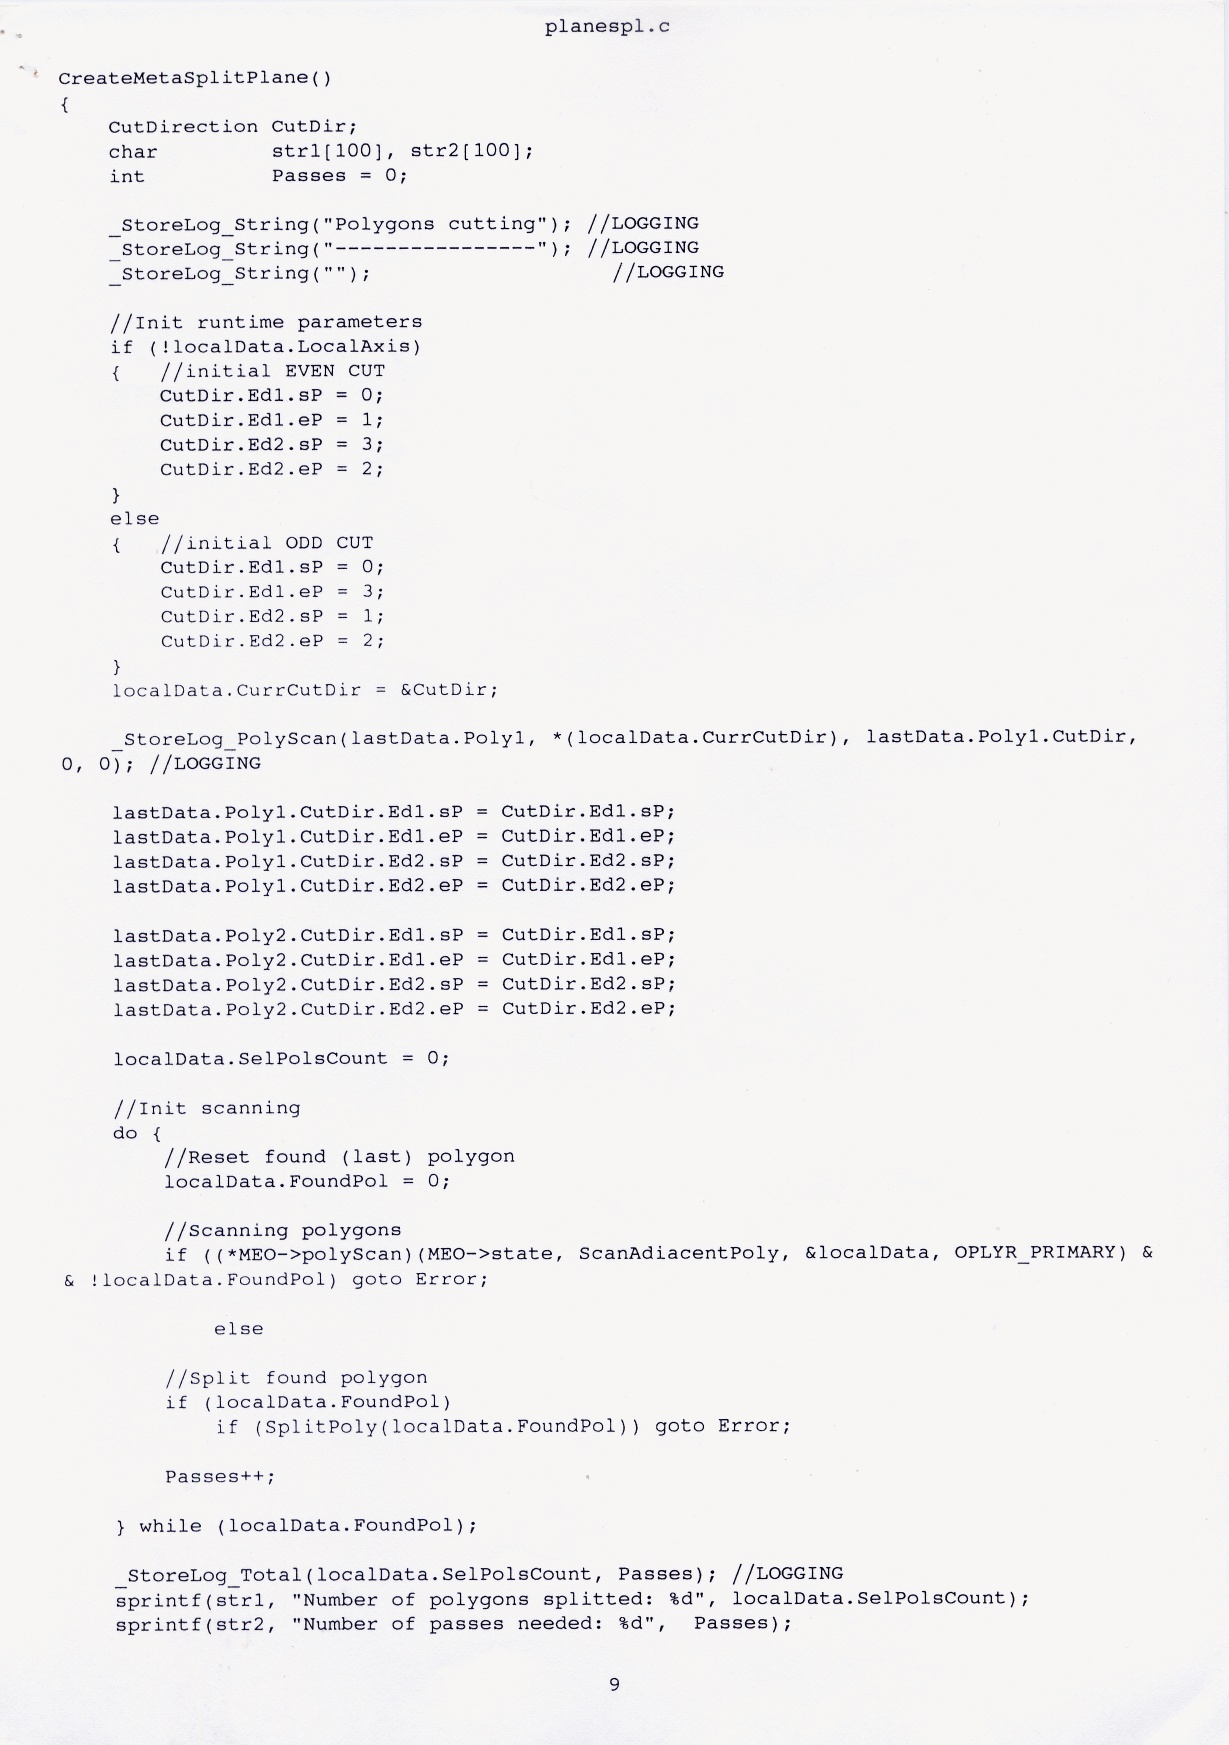 planespl.c
CreateMetaSplitPlane()
{
    CutDirection CutDir;
    char         str1[100], str2[100];
    int          Passes = 0;

    _StoreLog_String("Polygons cutting"); //LOGGING
    _StoreLog_String("----------------"); //LOGGING
    _StoreLog_String("");                   //LOGGING

    //Init runtime parameters
    if (!localData.LocalAxis)
    {   //initial EVEN CUT
        CutDir.Ed1.sP = 0;
        CutDir.Ed1.eP = 1;
        CutDir.Ed2.sP = 3;
        CutDir.Ed2.eP = 2;
    }
    else
    {   //initial ODD CUT
        CutDir.Ed1.sP = 0;
        CutDir.Ed1.eP = 3;
        CutDir.Ed2.sP = 1;
        CutDir.Ed2.eP = 2;
    }
    localData.CurrCutDir = &CutDir;

    _StoreLog_PolyScan(lastData.Poly1, *(localData.CurrCutDir), lastData.Poly1.CutDir,
0, 0); //LOGGING

    lastData.Poly1.CutDir.Ed1.sP = CutDir.Ed1.sP;
    lastData.Poly1.CutDir.Ed1.eP = CutDir.Ed1.eP;
    lastData.Poly1.CutDir.Ed2.sP = CutDir.Ed2.sP;
    lastData.Poly1.CutDir.Ed2.eP = CutDir.Ed2.eP;

    lastData.Poly2.CutDir.Ed1.sP = CutDir.Ed1.sP;
    lastData.Poly2.CutDir.Ed1.eP = CutDir.Ed1.eP;
    lastData.Poly2.CutDir.Ed2.sP = CutDir.Ed2.sP;
    lastData.Poly2.CutDir.Ed2.eP = CutDir.Ed2.eP;

    localData.SelPolsCount = 0;

    //Init scanning
    do {
        //Reset found (last) polygon
        localData.FoundPol = 0;

        //Scanning polygons
        if ((*MEO->polyScan)(MEO->state, ScanAdiacentPoly, &localData, OPLYR_PRIMARY) &
& !localData.FoundPol) goto Error;

            else

        //Split found polygon
        if (localData.FoundPol)
            if (SplitPoly(localData.FoundPol)) goto Error;

        Passes++;

    } while (localData.FoundPol);

    _StoreLog_Total(localData.SelPolsCount, Passes); //LOGGING
    sprintf(str1, "Number of polygons splitted: %d", localData.SelPolsCount);
    sprintf(str2, "Number of passes needed: %d",  Passes);

9